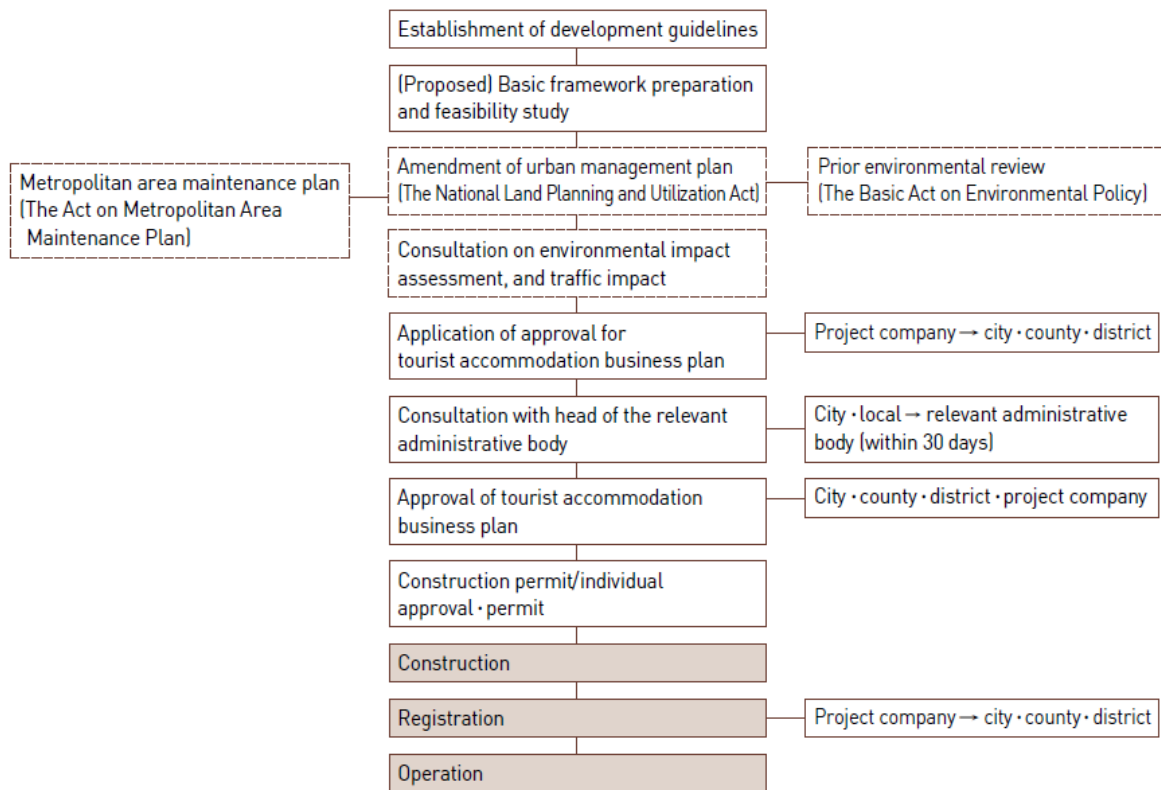 Establishment of development guidelines
(Proposed) Basic framework preparation
and feasibility study
Metropolitan area maintenance plan
(The Act on Metropolitan Area
Maintenance Plan)
Amendment of urban management plan
(The National Land Planning and Utilization Act)
Prior environmental review
(The Basic Act on Environmental Policy)
Consultation on environmental impact
assessment, and traffic impact
Application of approval for
tourist accommodation business plan
Project company → city · county · district
Consultation with head of the relevant
administrative body
City · local → relevant administrative
body (within 30 days)
Approval of tourist accommodation
business plan
City · county · district · project company
Construction permit/individual
approval · permit
Construction
Registration
Project company → city · county · district
Operation